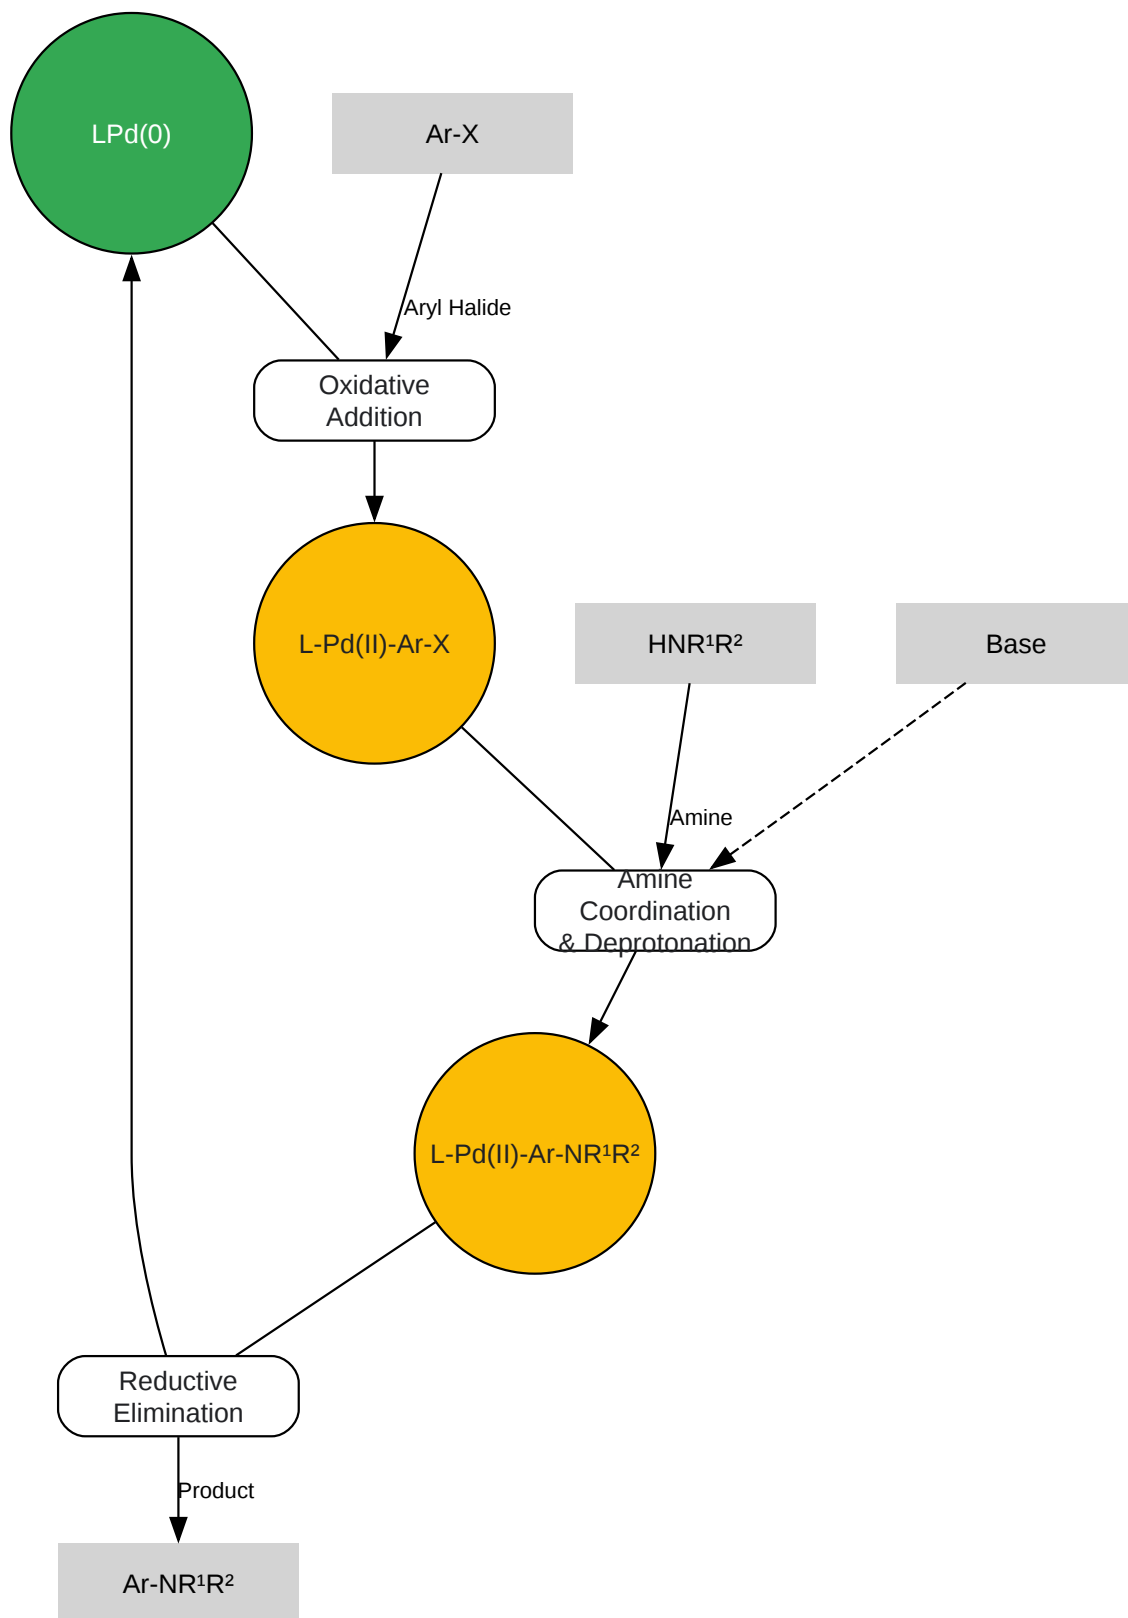 LPd(0)
Ar-X
Aryl Halide
Oxidative
Addition
L-Pd(II)-Ar-X
HNR¹R²
Base
Amine
Amine
Coordination
& Deprotonation
L-Pd(II)-Ar-NR¹R²
Reductive
Elimination
Product
Ar-NR¹R²